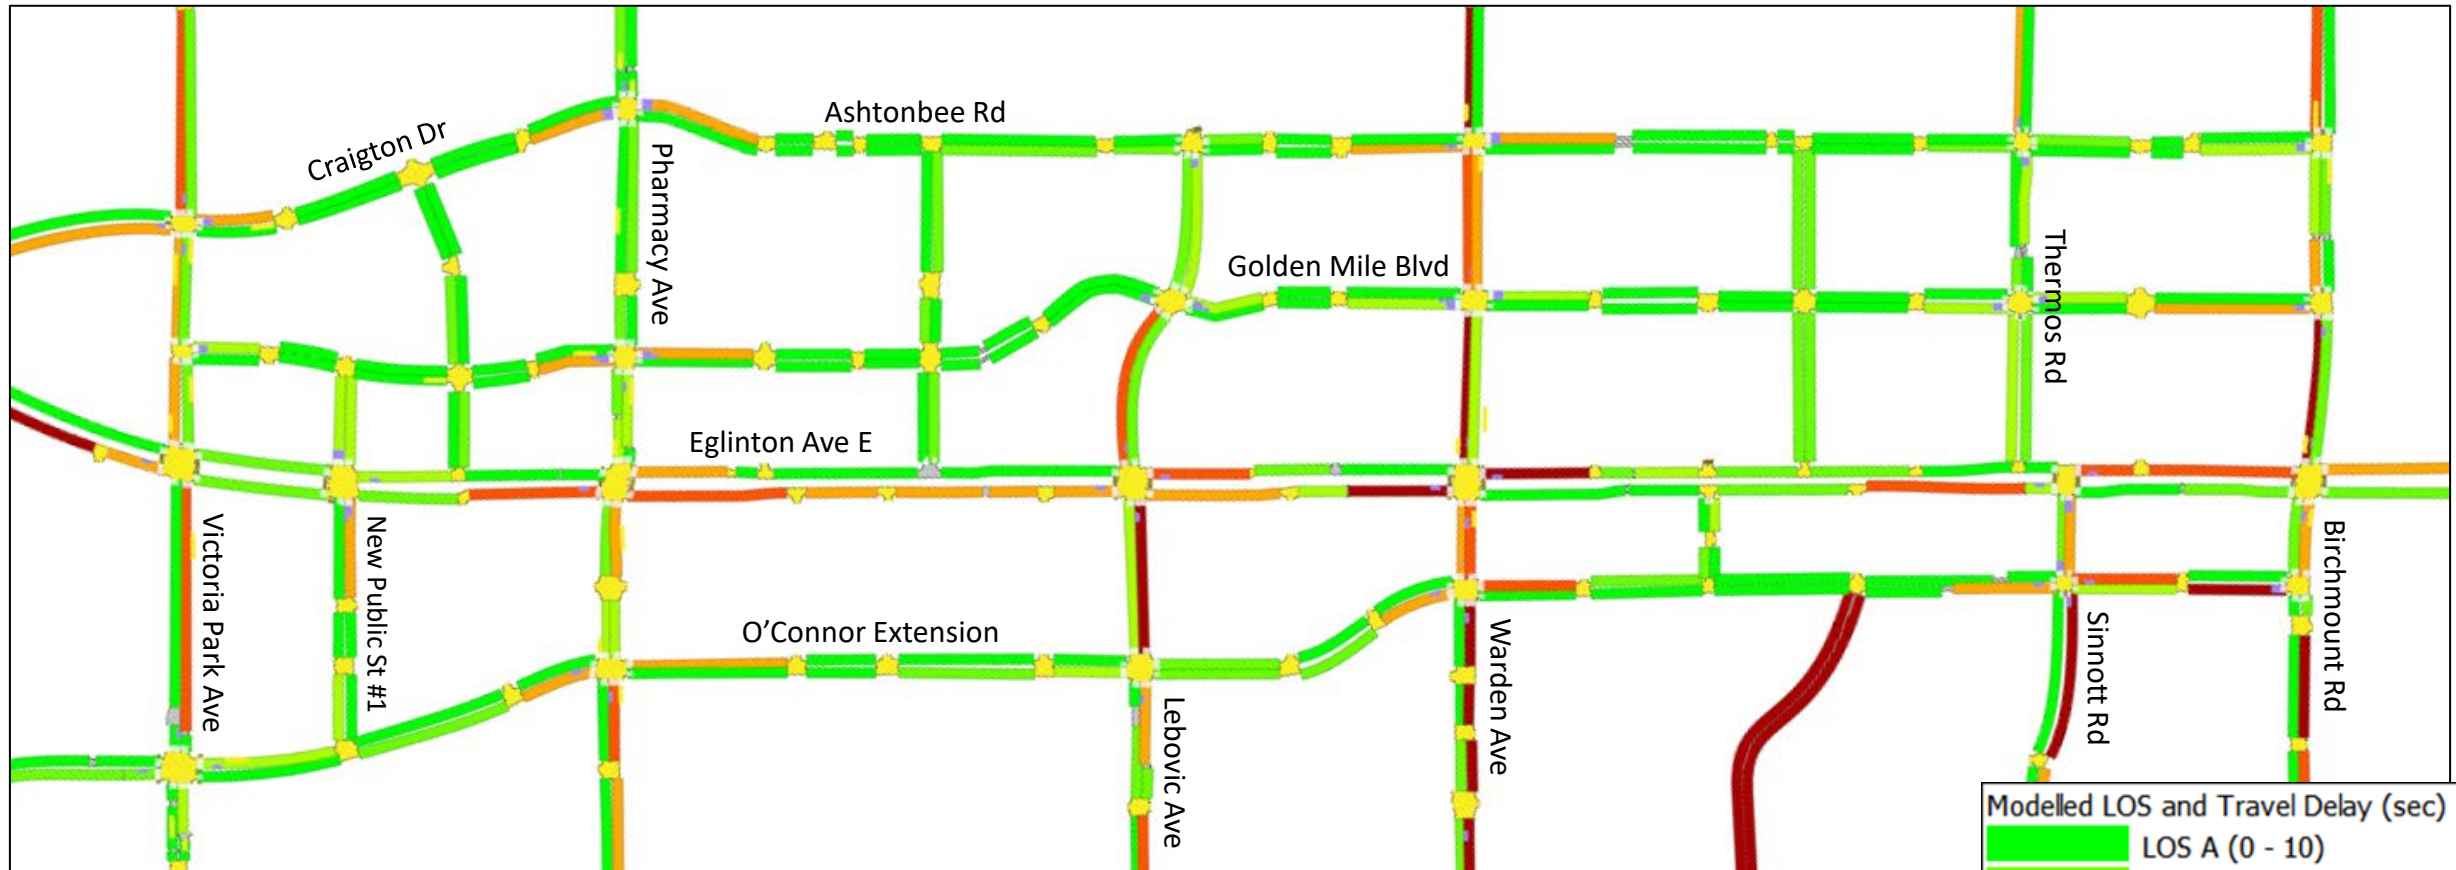 Ashtonbee Rd
Craigton Dr
Pharmacy Ave
Golden Mile Blvd
Thermos Rd
Eglinton Ave E
Victoria Park Ave
New Public St #1
Birchmount Rd
O'Connor Extension
Warden Ave
Sinnott Rd
Lebovic Ave
Modelled LOS and Travel Delay (sec)
LOS A (0 - 10)